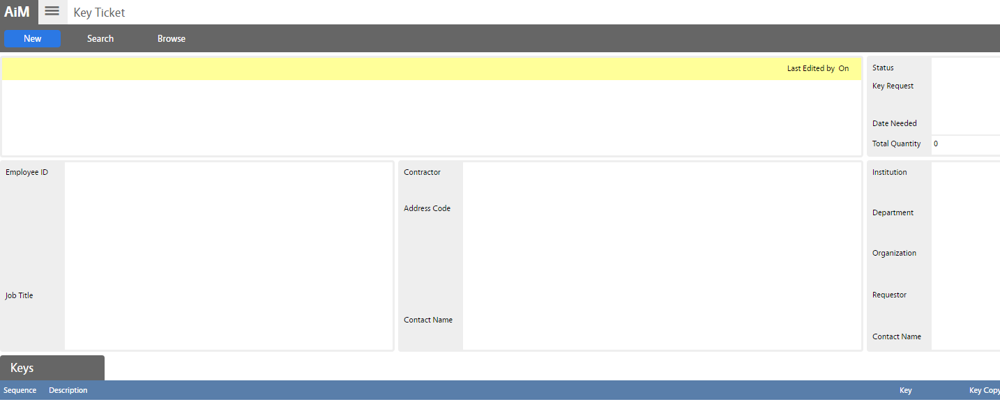 AiM Key Ticket
New Search Browse
Last Edited by On
Status
Key Request
Date Needed
Total Quantity 0
Employee ID
Job Title
Contractor
Address Code
Contact Name
Institution
Department
Organization
Requestor
Contact Name
Keys
Sequence Description Key Key Copy